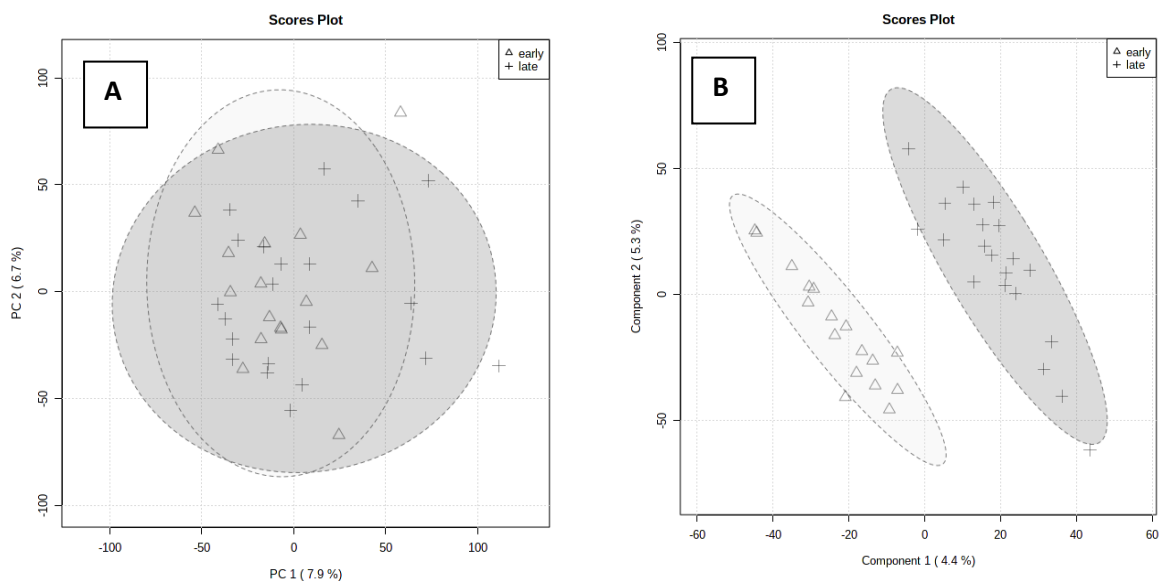 Scores Plot
A
early
late
100
50
0
-50
-100
PC 2 ( 6.7 %)
-100
-50
0
50
100
PC 1 ( 7.9 %)
Scores Plot
B
early
late
100
50
0
-50
Component 2 ( 5.3 %)
-60
-40
-20
0
20
40
60
Component 1 ( 4.4 %)